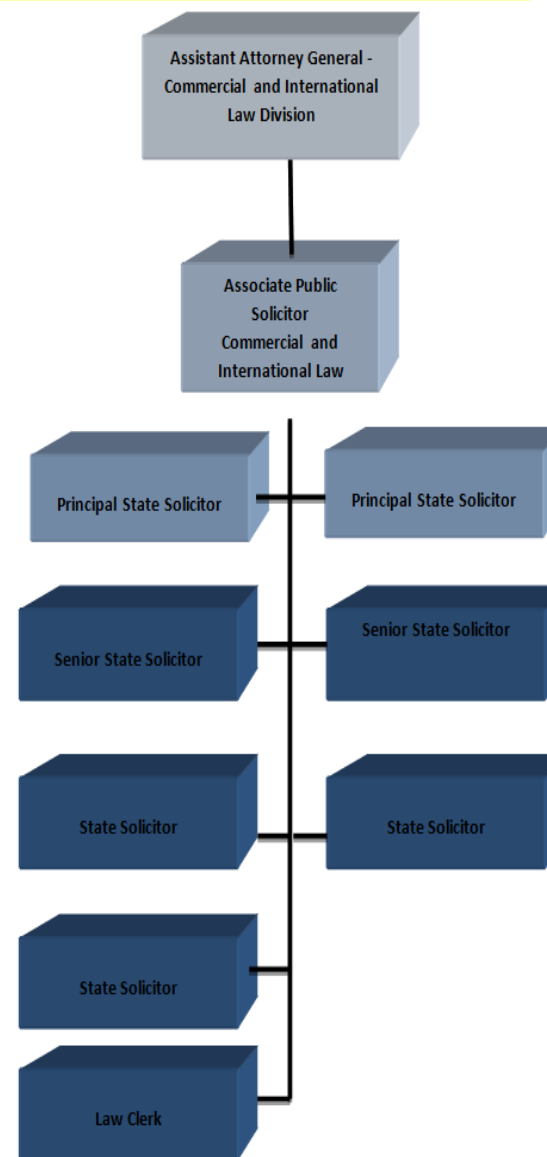 Assistant Attorney General -
Commercial and International
Law Division
Associate Public
Solicitor
Commercial and
International Law
Principal State Solicitor
Principal State Solicitor
Senior State Solicitor
Senior State Solicitor
State Solicitor
State Solicitor
State Solicitor
Law Clerk